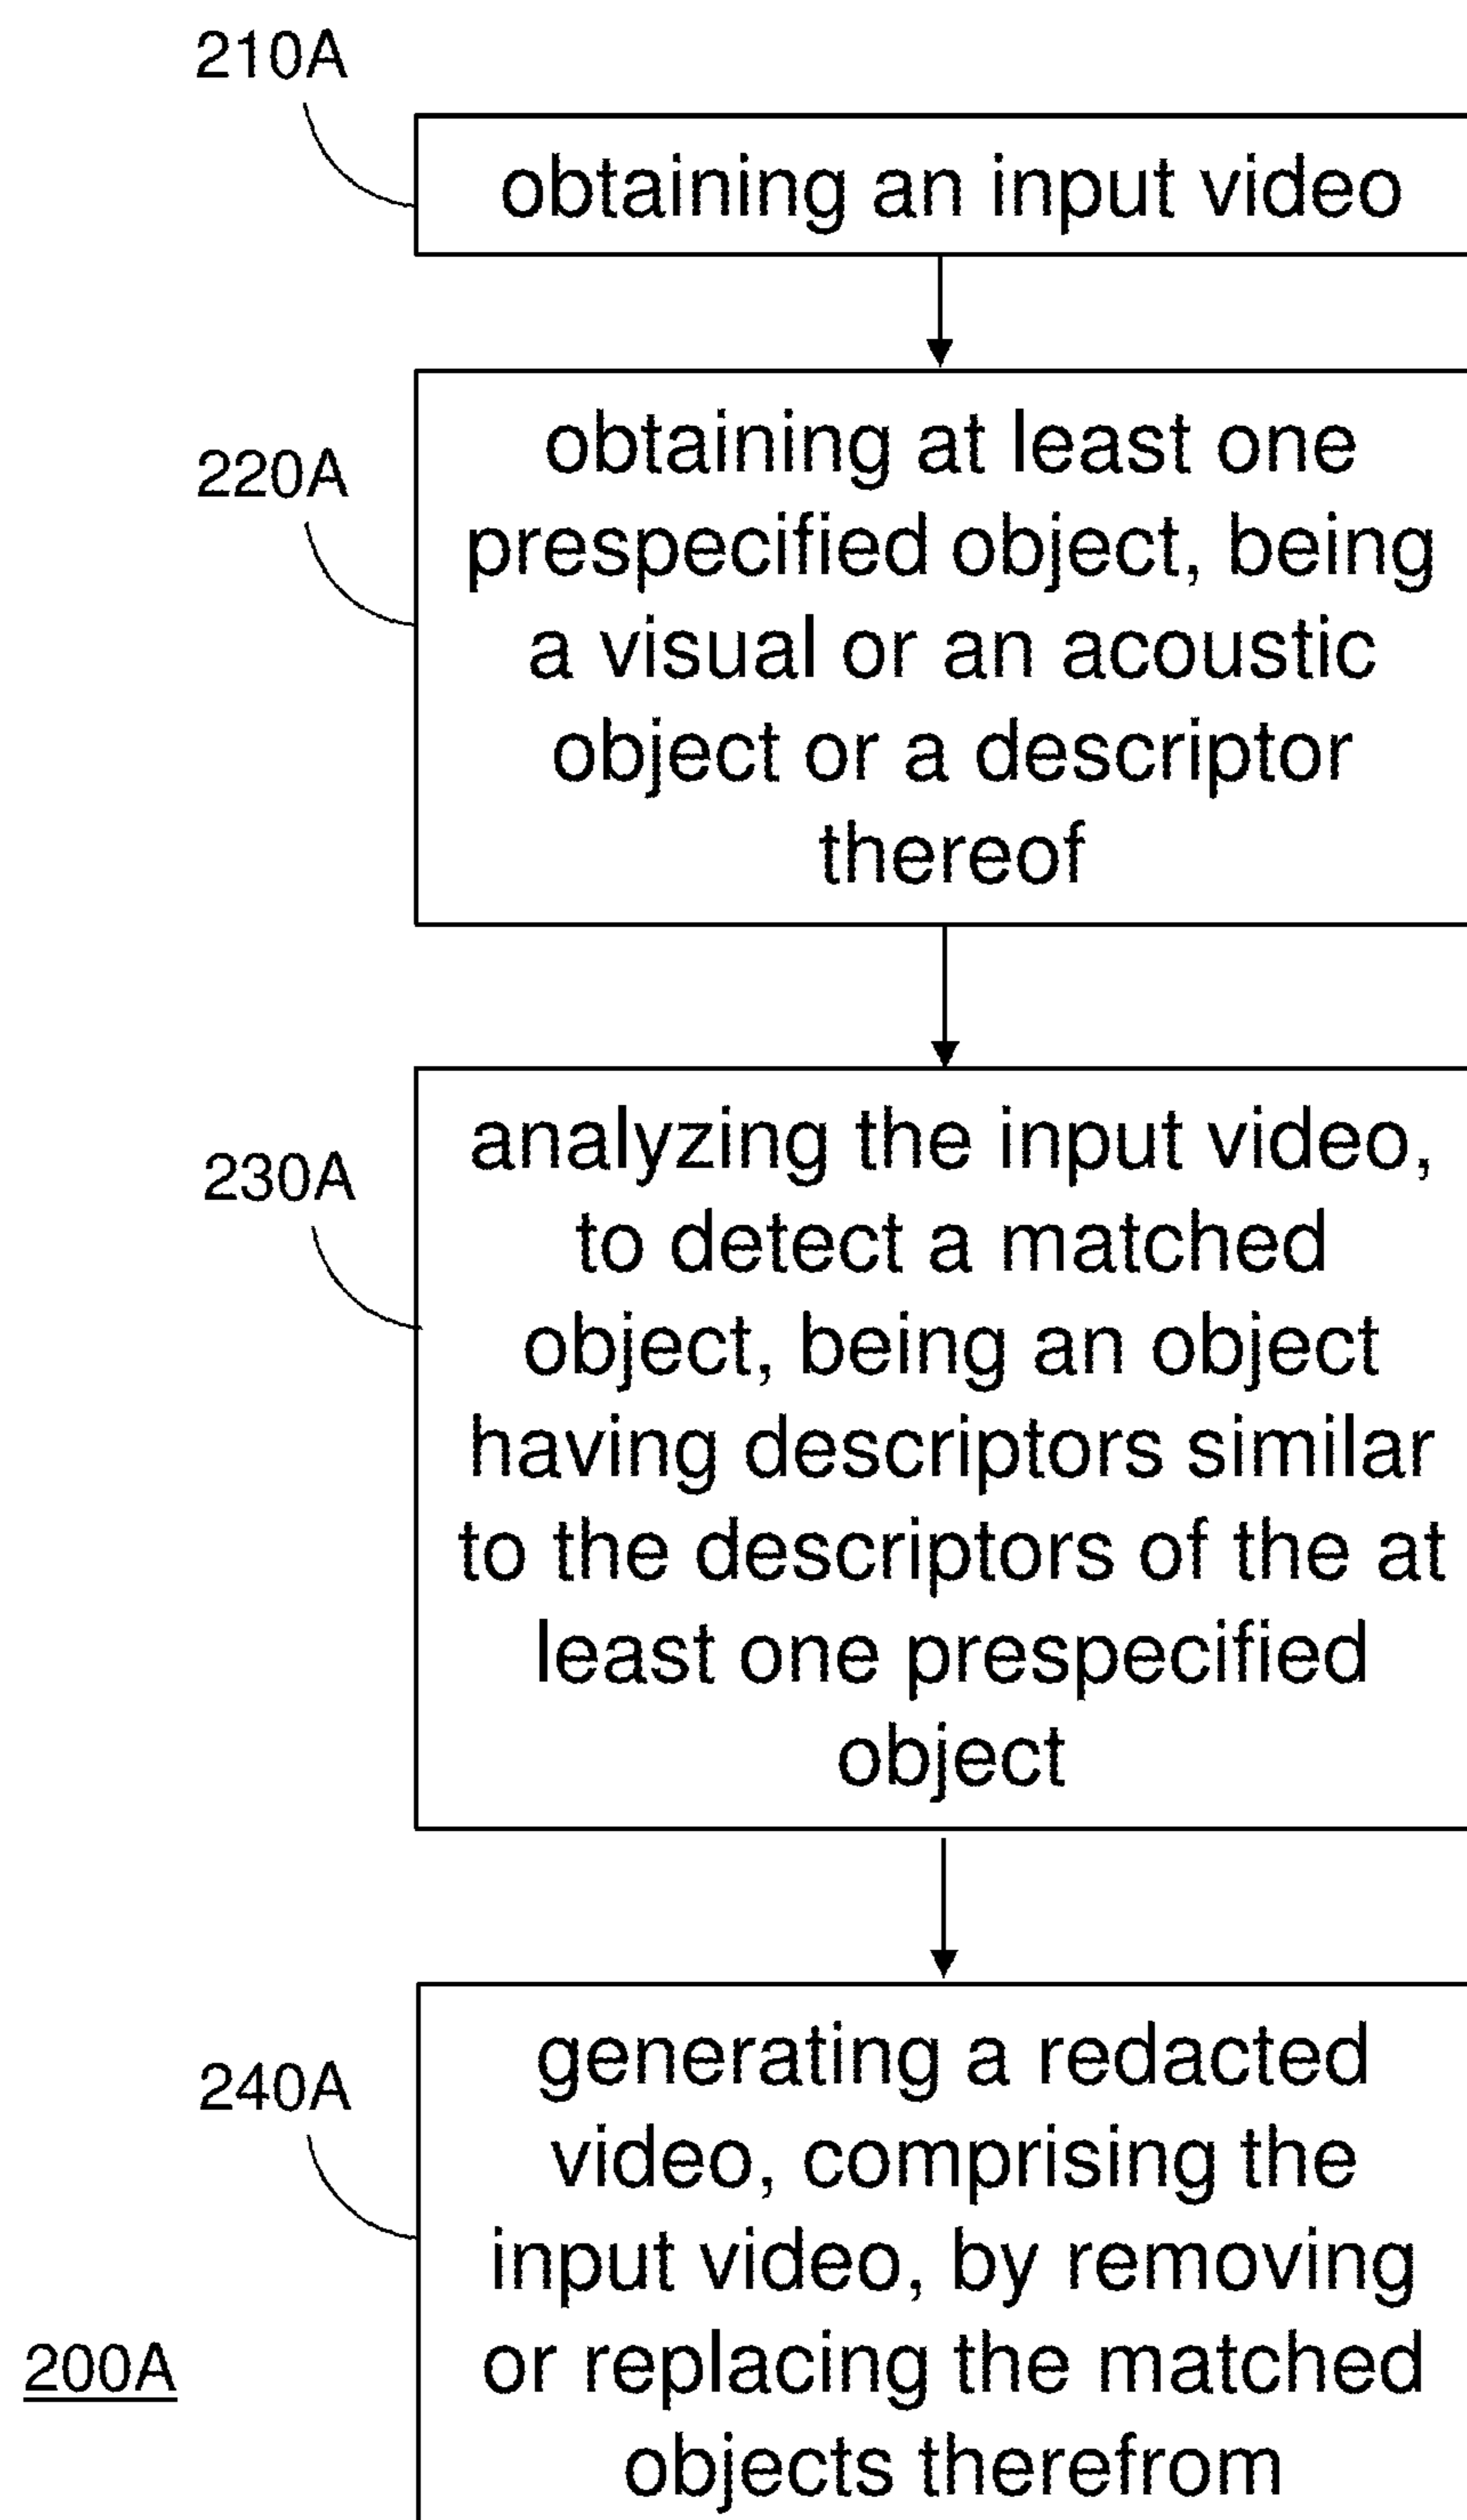 210A
obtaining an input video
220A
obtaining at least one
prespecified object, being
a visual or an acoustic
object or a descriptor
thereof
230A
analyzing the input video,
to detect a matched
object, being an object
having descriptors similar
to the descriptors of the at
least one prespecified
object
240A
generating a redacted
video, comprising the
input video, by removing
or replacing the matched
objects therefrom
200A